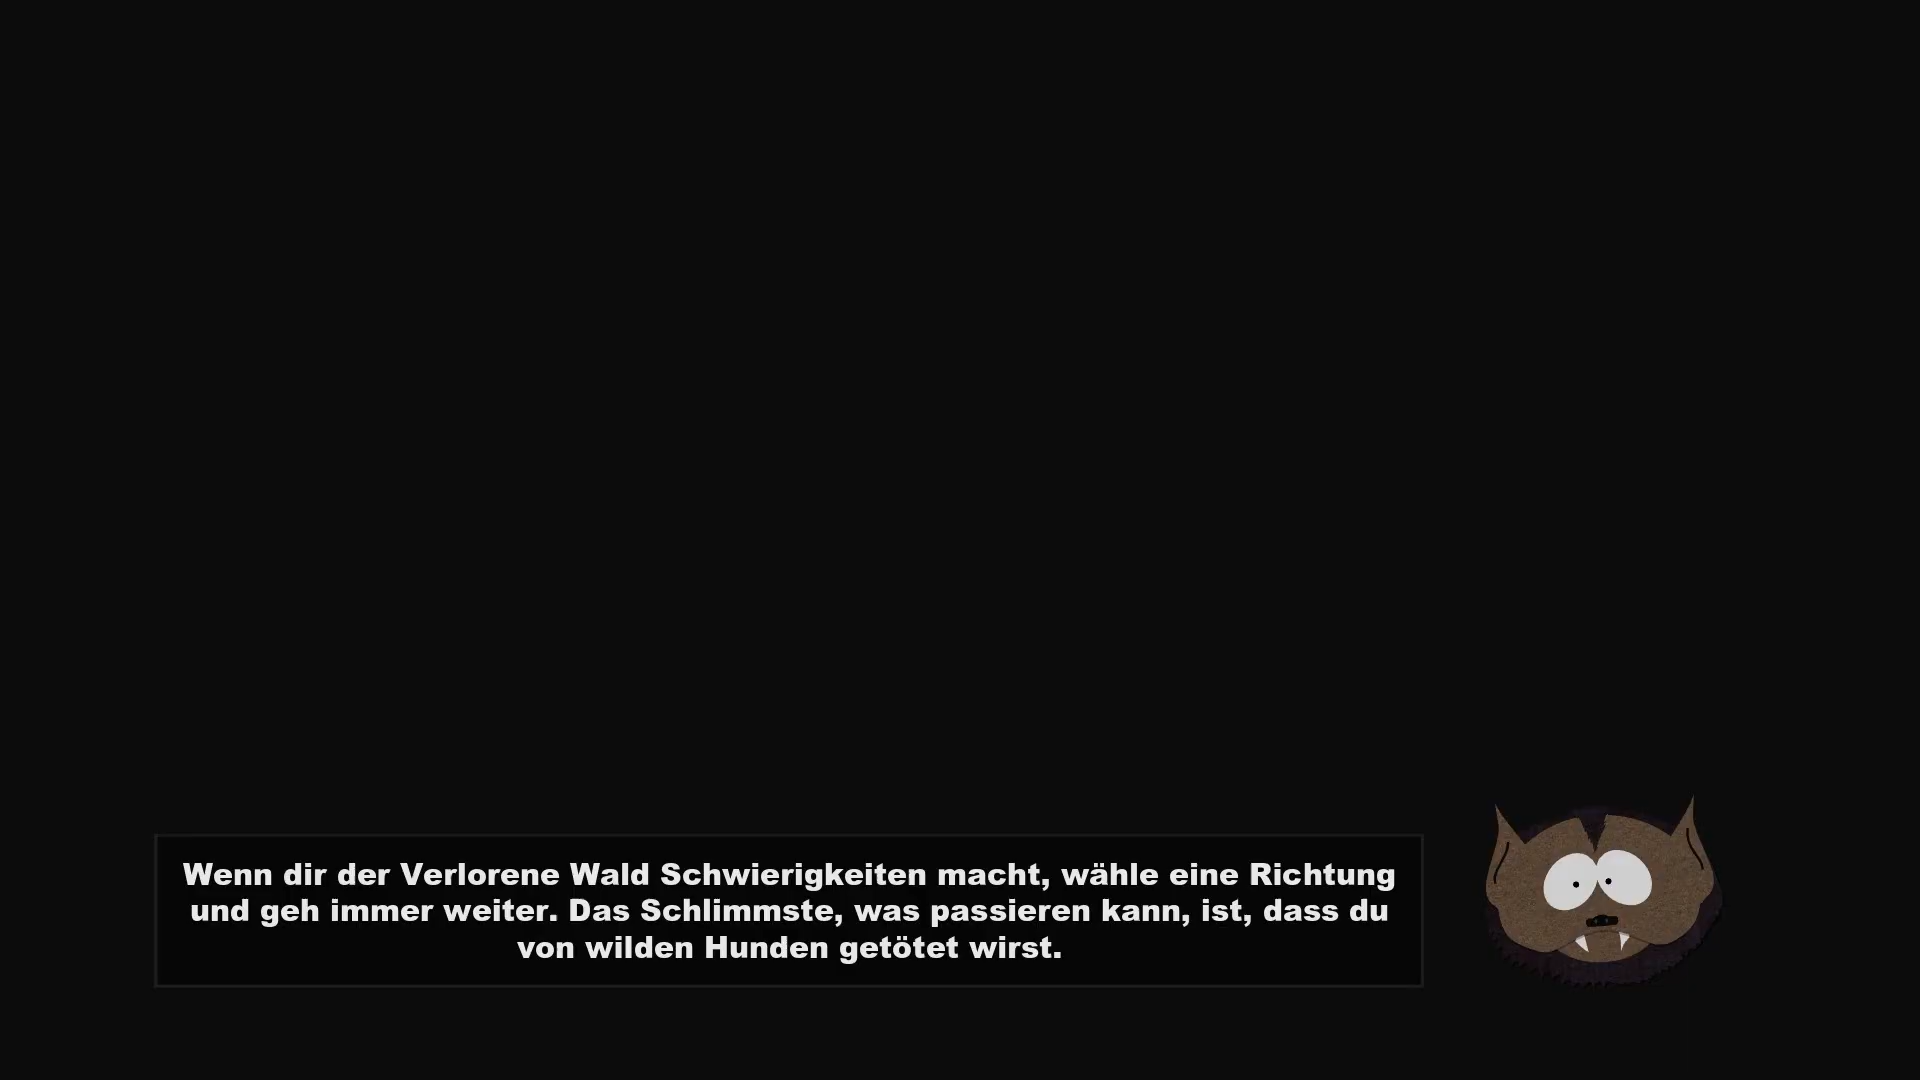 Wenn dir der Verlorene Wald Schwierigkeiten macht, wähle eine Richtung
und geh immer weiter. Das Schlimmste, was passieren kann, ist, dass du
von wilden Hunden getötet wirst.